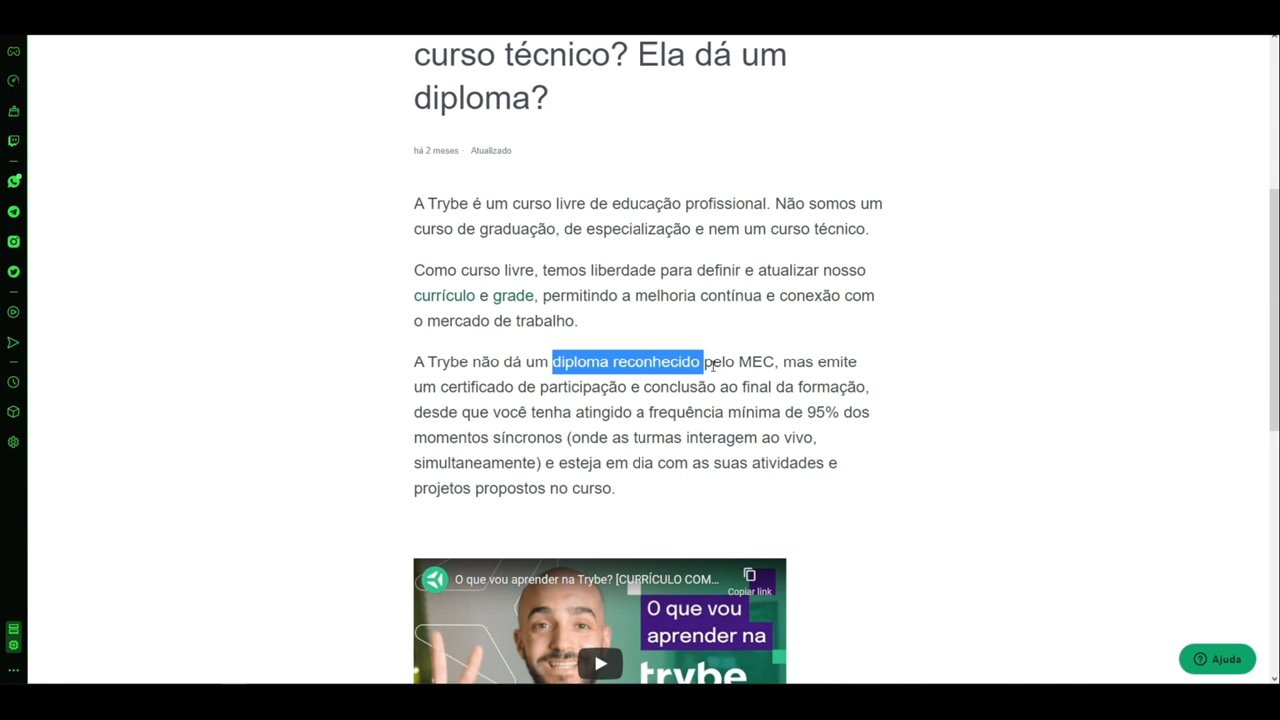 curso técnico? Ela dá um
diploma?
há 2 meses · Atualizado
A Trybe é um curso livre de educação profissional. Não somos um
curso de graduação, de especialização e nem um curso técnico.
Como curso livre, temos liberdade para definir e atualizar nosso
currículo e grade, permitindo a melhoria contínua e conexão com
o mercado de trabalho.
A Trybe não dá um diploma reconhecido pelo MEC, mas emite
um certificado de participação e conclusão ao final da formação,
desde que você tenha atingido a frequência mínima de 95% dos
momentos síncronos (onde as turmas interagem ao vivo,
simultaneamente) e esteja em dia com as suas atividades e
projetos propostos no curso.
O que vou aprender na Trybe? [CURRÍCULO COM...
Copiar link
O que vou
aprender na
trybe
Ajuda